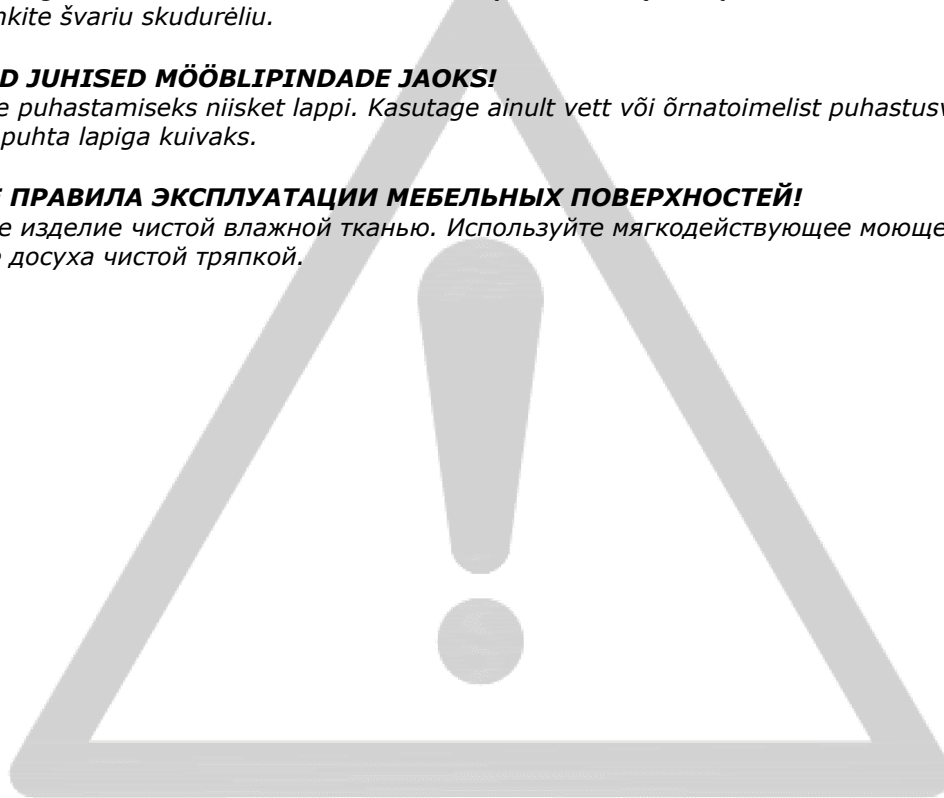 nkite švariu skudurėliu.
D JUHISED MÖÖBLIPINDADE JAOKS!
e puhastamiseks niisket lappi. Kasutage ainult vett või õrnatoimelist puhastusv
puhta lapiga kuivaks.
Е ПРАВИЛА ЭКСПЛУАТАЦИИ МЕБЕЛЬНЫХ ПОВЕРХНОСТЕЙ!
е изделие чистой влажной тканью. Используйте мягкодействующее моюще
досуха чистой тряпкой.